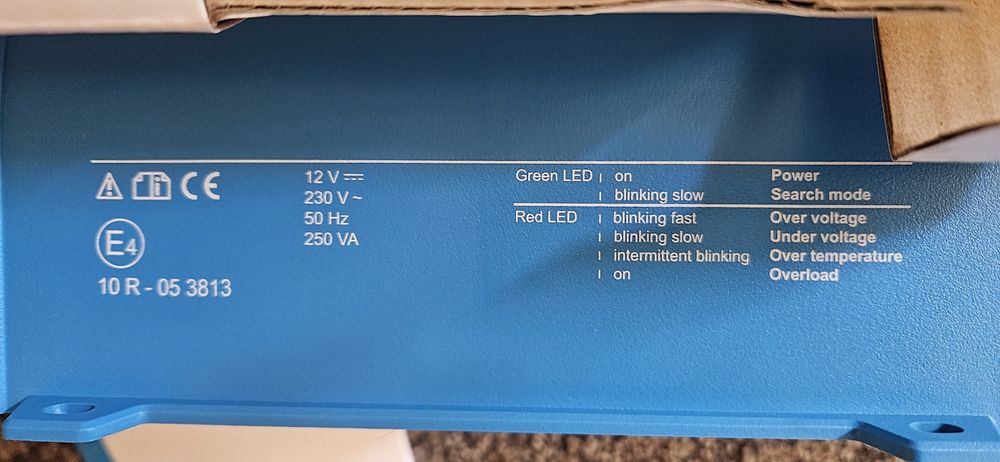 CE
E4
10 R - 05 3813
12 V ⎓
230 V ~
50 Hz
250 VA
Green LED on Power
blinking slow Search mode
Red LED blinking fast Over voltage
blinking slow Under voltage
intermittent blinking Over temperature
on Overload